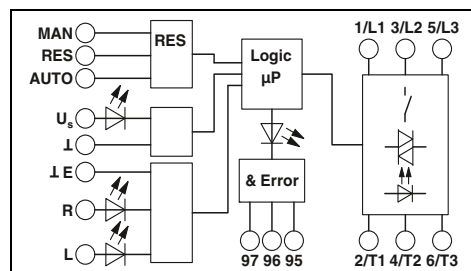 MAN
RES
AUTO
RES
Us
⊥
⊥ E
R
L
Logic
µP
& Error
97 96 95
1/L1 3/L2 5/L3
2/T1 4/T2 6/T3